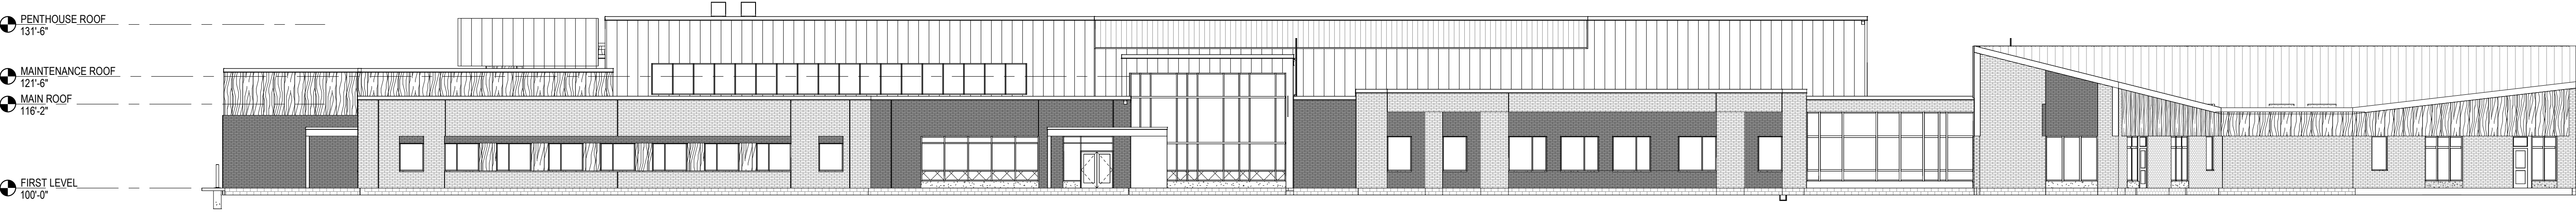 PENTHOUSE ROOF
131'-6"
MAINTENANCE ROOF
121'-6"
MAIN ROOF
116'-2"
FIRST LEVEL
100'-0"